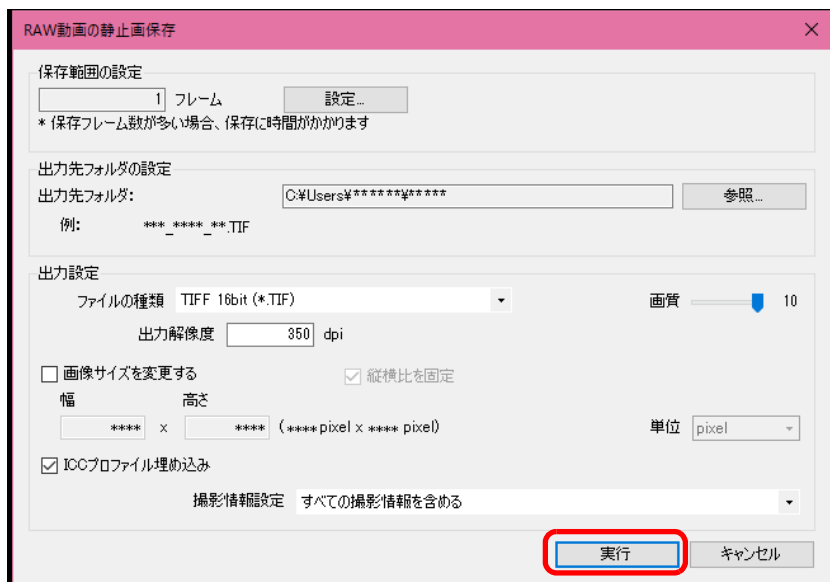 RAW動画の静止画保存
保存範囲の設定
1 フレーム 設定...
* 保存フレーム数が多い場合、保存に時間がかかります
出力先フォルダの設定
出力先フォルダ: C:¥Users¥******¥***** 参照...
例: ***_****_**.TIF
出力設定
ファイルの種類 TIFF 16bit (*.TIF) 画質 10
出力解像度 350 dpi
画像サイズを変更する 縦横比を固定
幅 高さ
**** x **** (**** pixel x **** pixel) 単位 pixel
ICCプロファイル埋め込み
撮影情報設定 すべての撮影情報を含める
実行 キャンセル